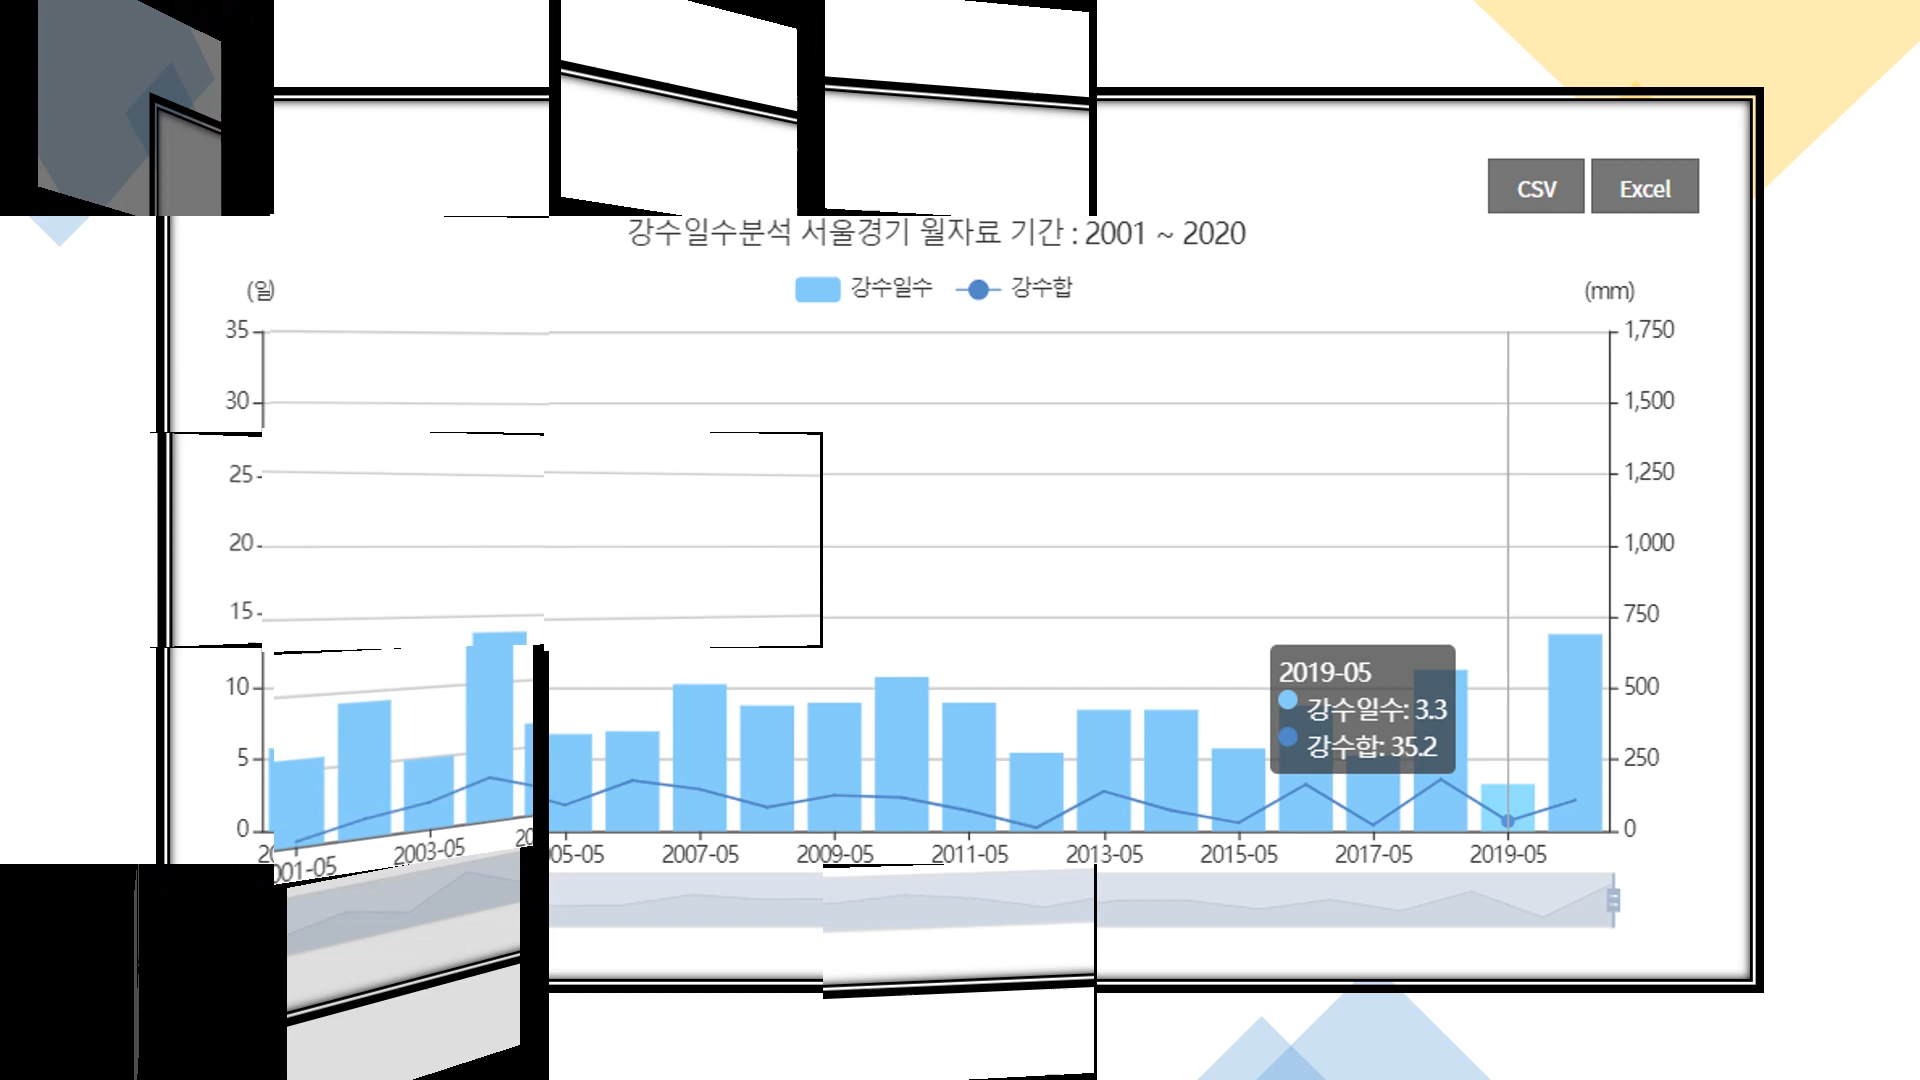 CSV Excel
강수일수분석 서울경기 월자료 기간 : 2001 ~ 2020
(일) 강수일수 강수합 (mm)
35 1,750
30 1,500
25 1,250
20 1,000
15 750
10 500
5 250
0 0
2019-05
강수일수: 3.3
강수합: 35.2
001-05 2003-05 05-05 2007-05 2009-05 2011-05 2013-05 2015-05 2017-05 2019-05